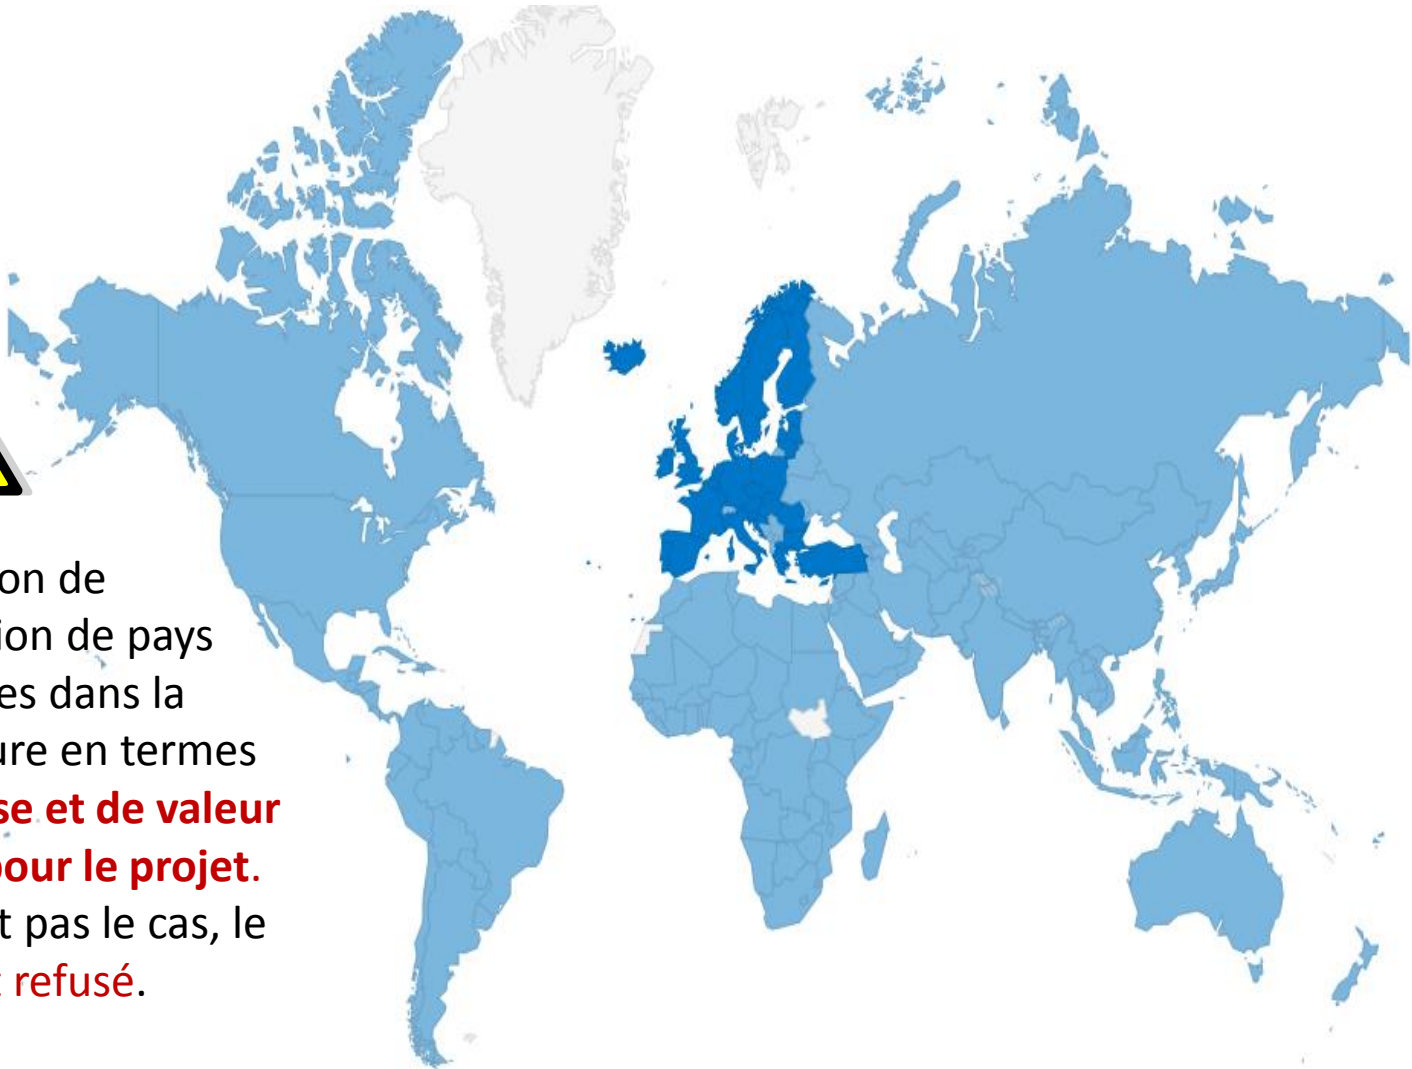 on de
ion de pays
es dans la
ure en termes
se et de valeur
pour le projet.
t pas le cas, le
t refusé.